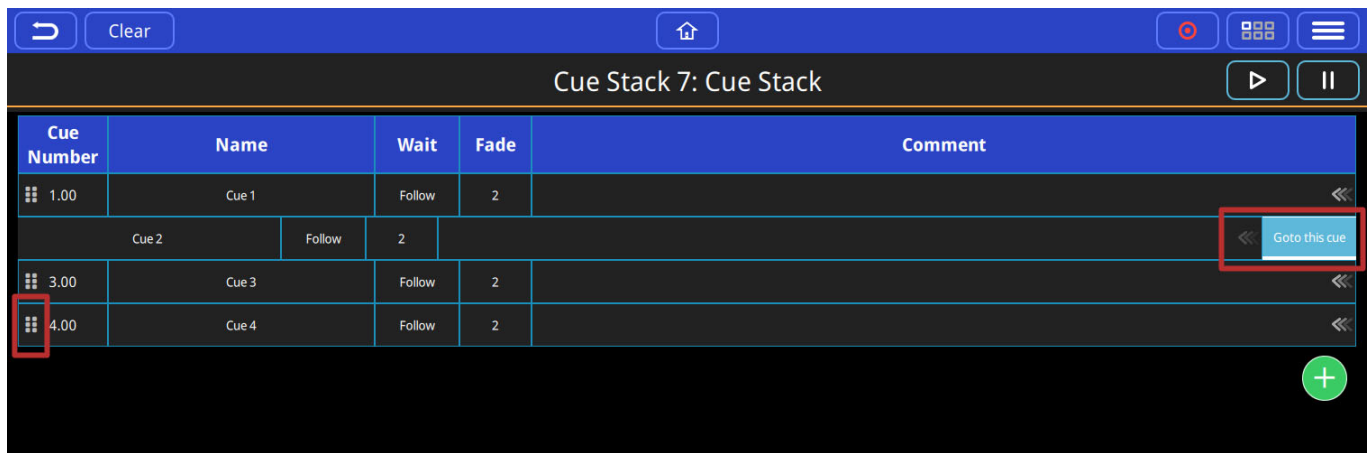 Clear
Cue Stack 7: Cue Stack
Cue Number Name Wait Fade Comment
1.00 Cue 1 Follow 2
Cue 2 Follow 2 Goto this cue
3.00 Cue 3 Follow 2
4.00 Cue 4 Follow 2